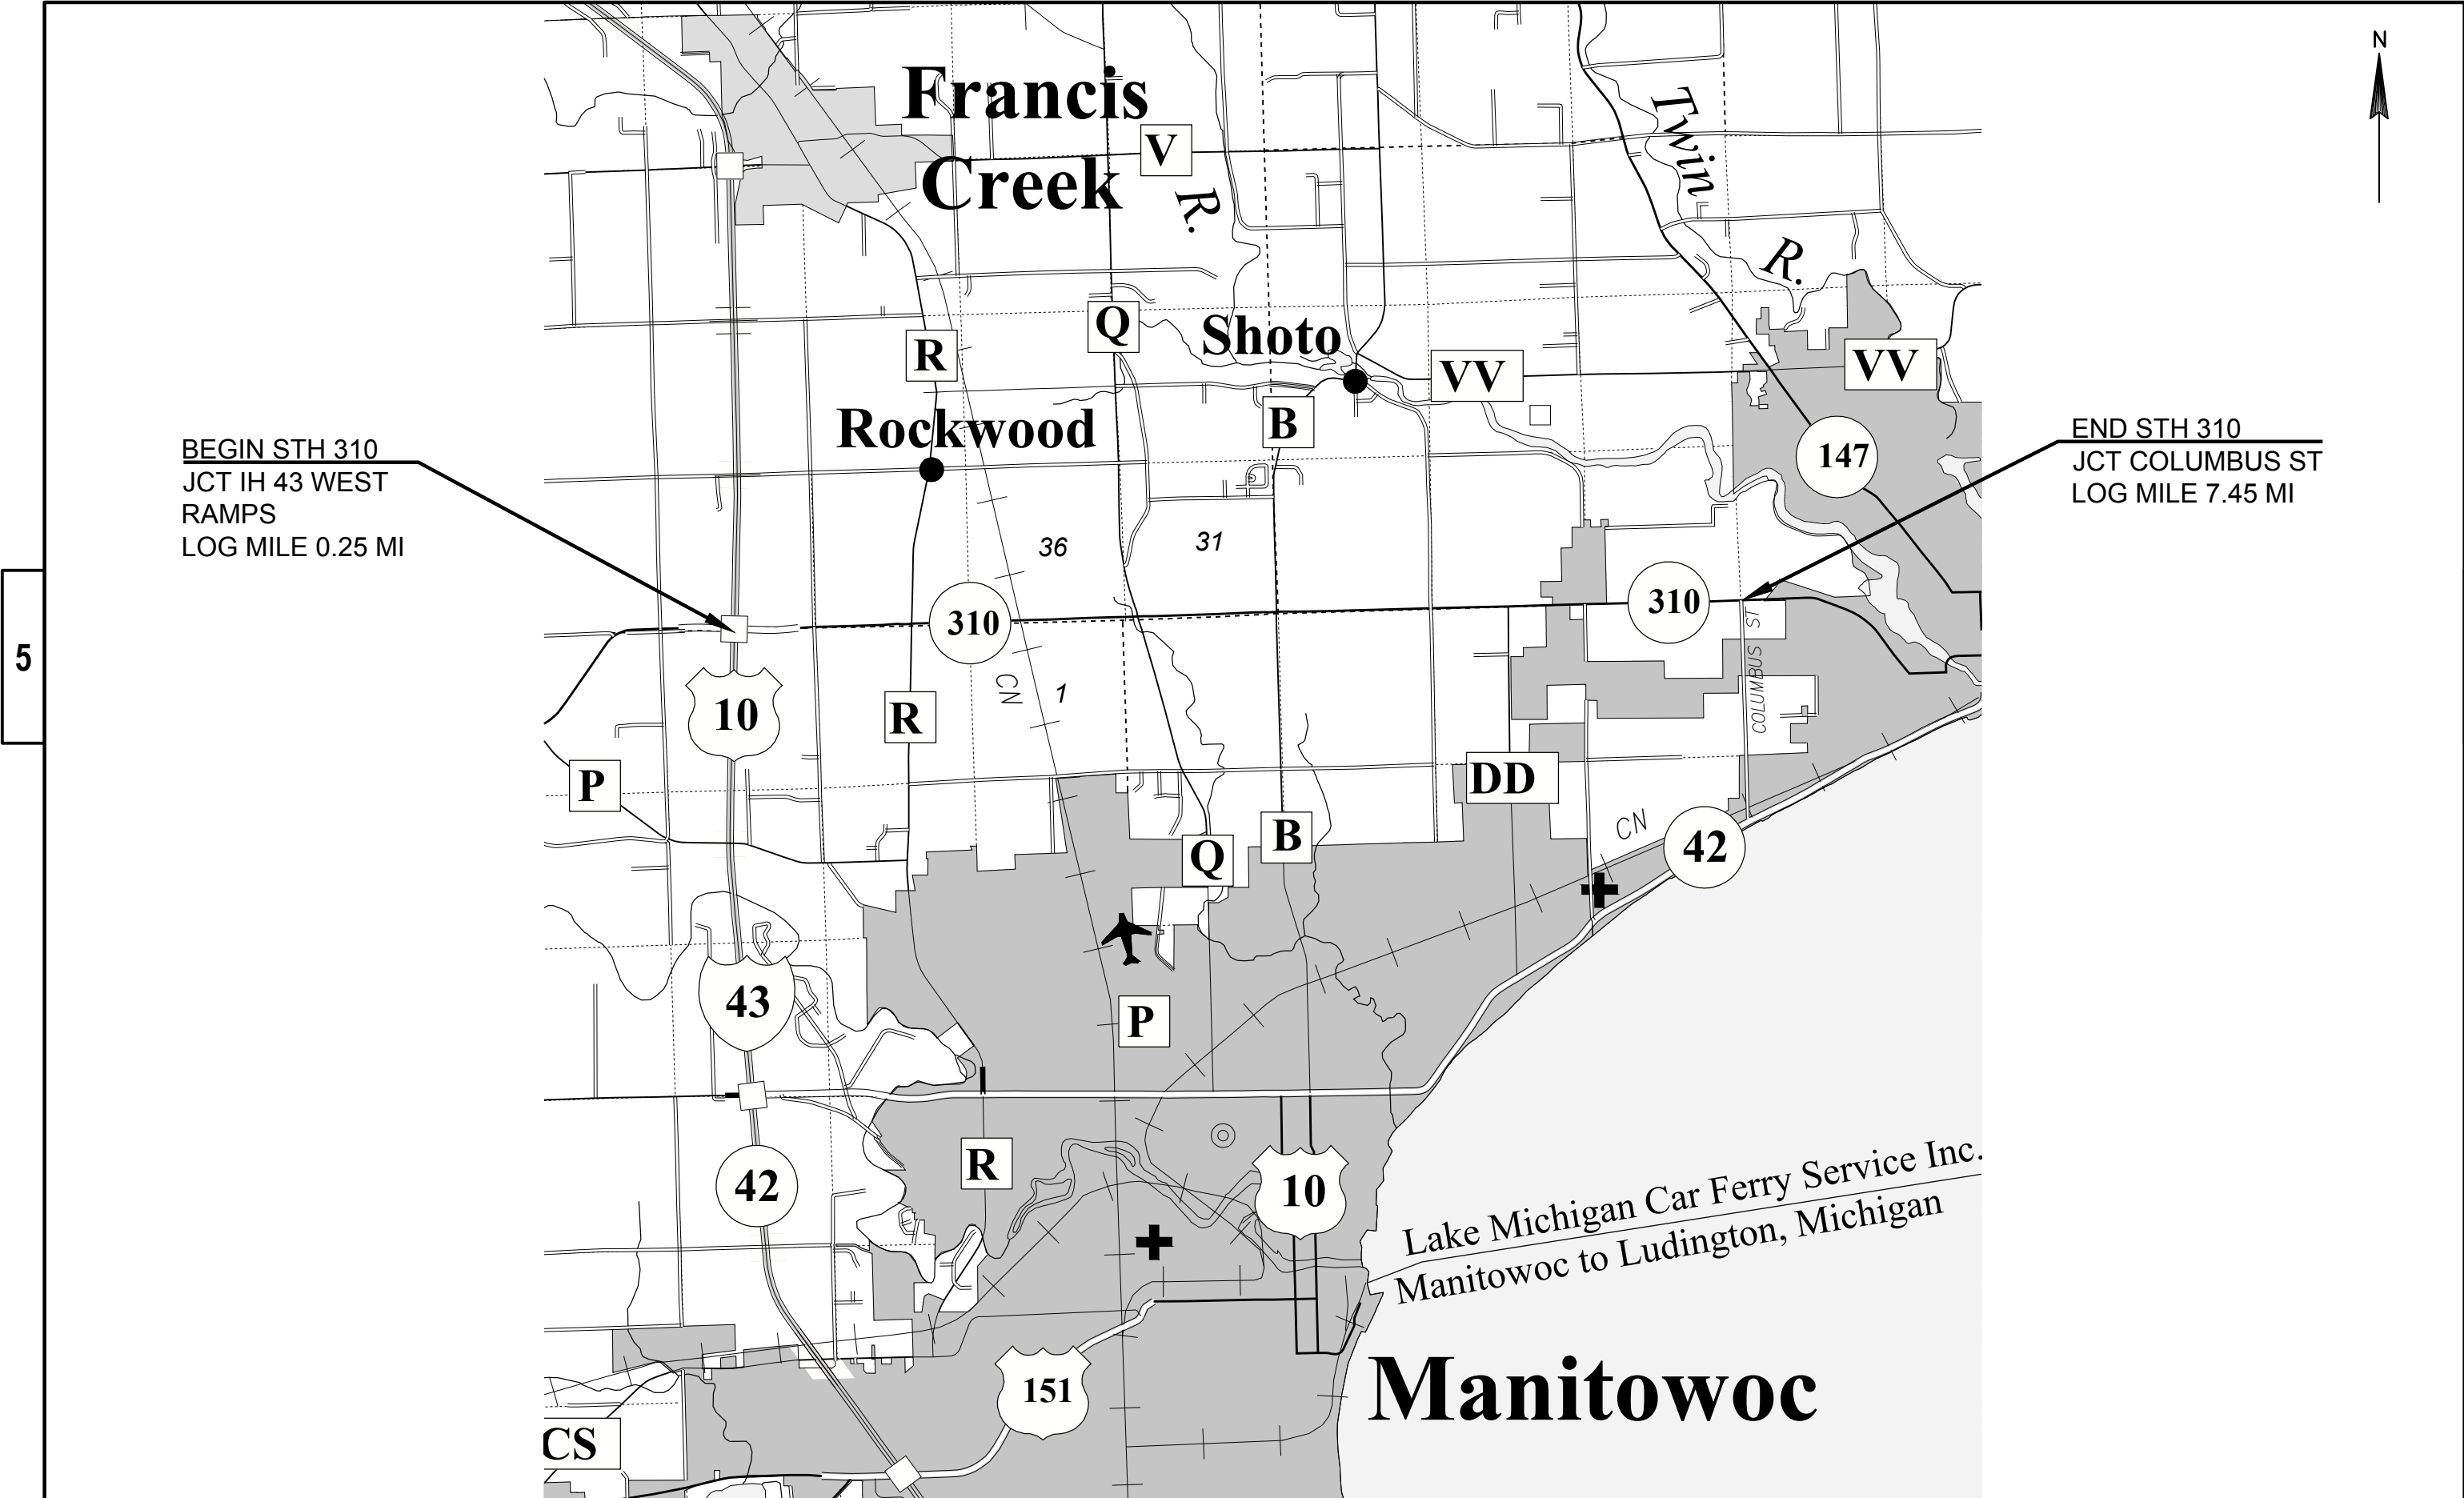 N
Francis
Creek
V
R.
Twin
R.
Q
R
Shoto
VV
VV
B
Rockwood
147
BEGIN STH 310
JCT IH 43 WEST
RAMPS
LOG MILE 0.25 MI
END STH 310
JCT COLUMBUS ST
LOG MILE 7.45 MI
36
31
310
310
5
COLUMBUS ST
CN
1
10
R
P
DD
B
Q
CN
42
43
P
R
42
10
Lake Michigan Car Ferry Service Inc.
Manitowoc to Ludington, Michigan
151
Manitowoc
CS